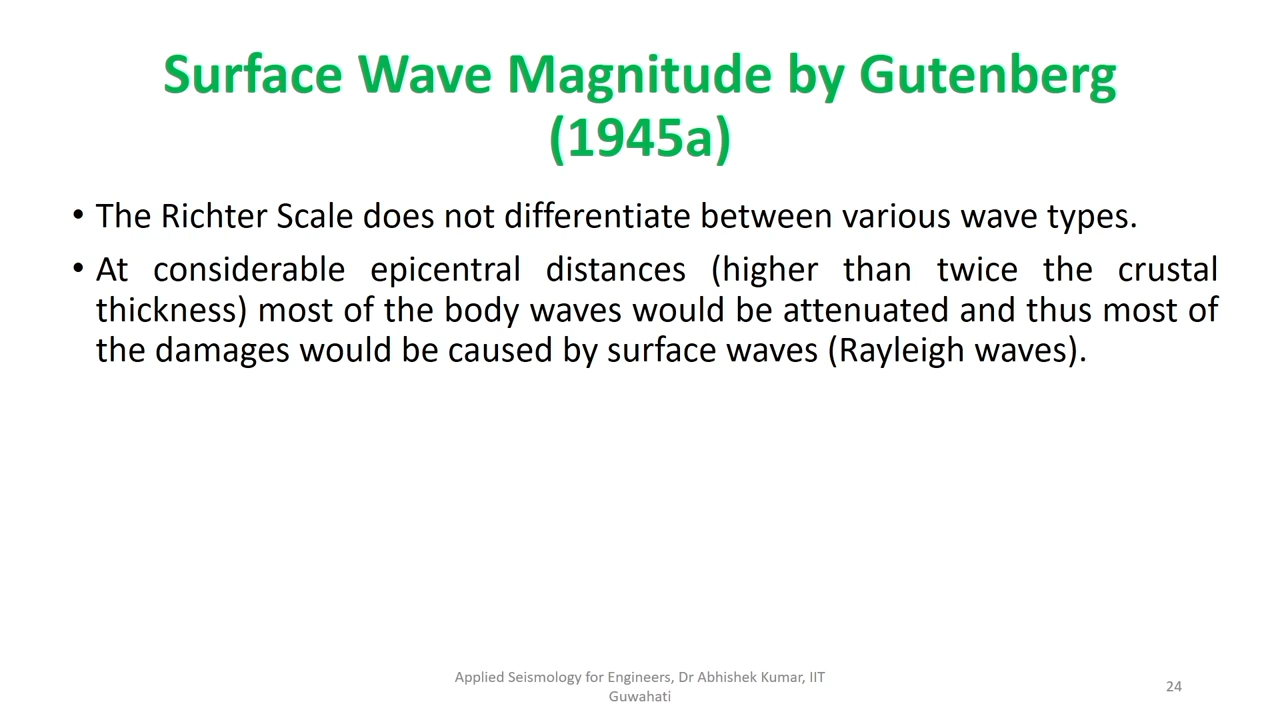 Surface Wave Magnitude by Gutenberg
(1945a)
• The Richter Scale does not differentiate between various wave types.
• At considerable epicentral distances (higher than twice the crustal
thickness) most of the body waves would be attenuated and thus most of
the damages would be caused by surface waves (Rayleigh waves).
Applied Seismology for Engineers, Dr Abhishek Kumar, IIT
Guwahati
24